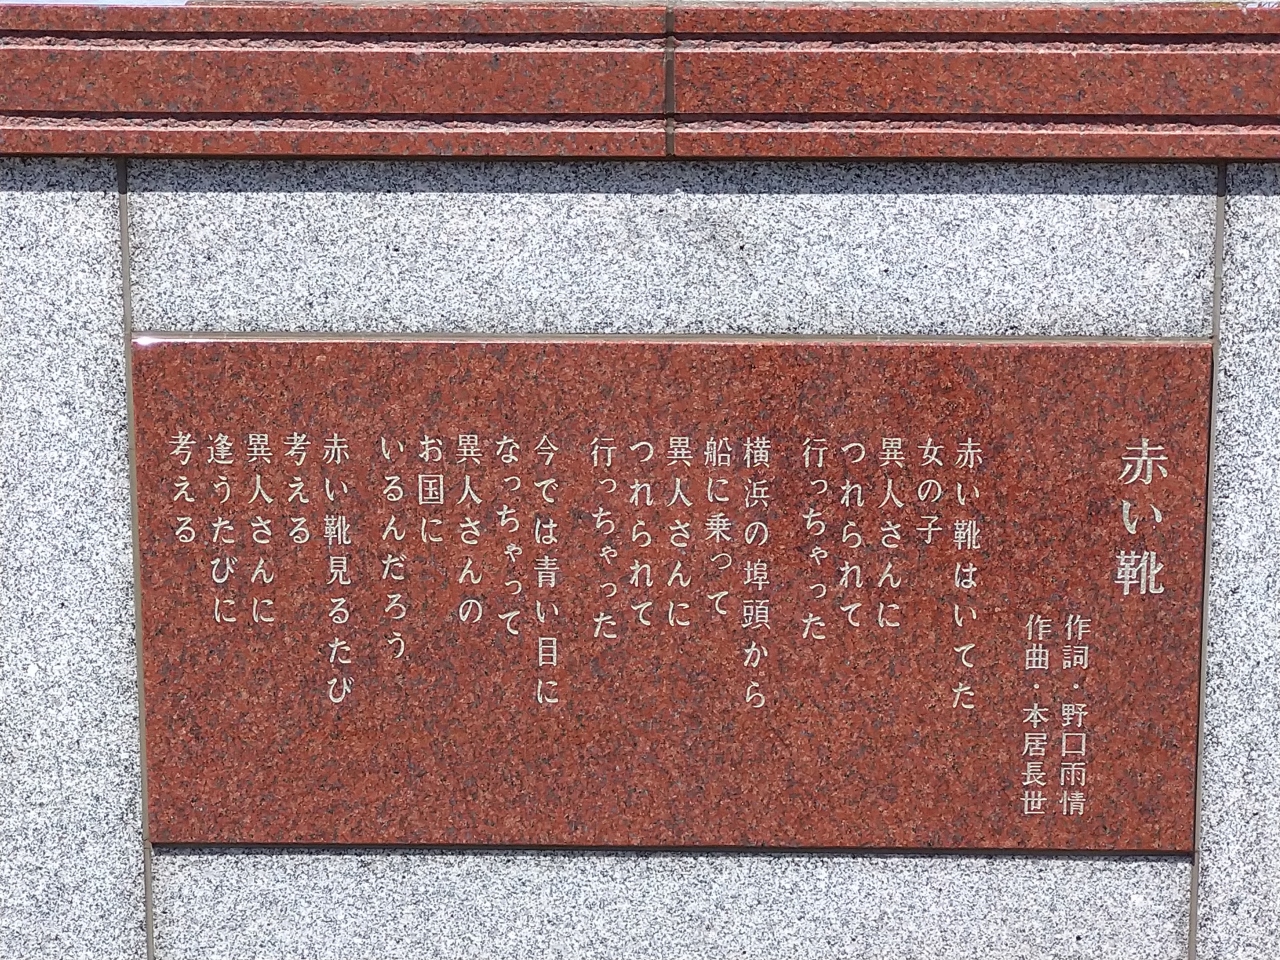 赤い靴
作詞・野口雨情
作曲・本居長世
赤い靴はいてた
女の子
異人さんに
つれられて
行っちゃった
横浜の埠頭から
船に乗って
異人さんに
つれられて
行っちゃった
今では青い目に
なっちゃって
異人さんの
お国に
いるんだろう
赤い靴見るたび
考える
異人さんに
逢うたびに
考える